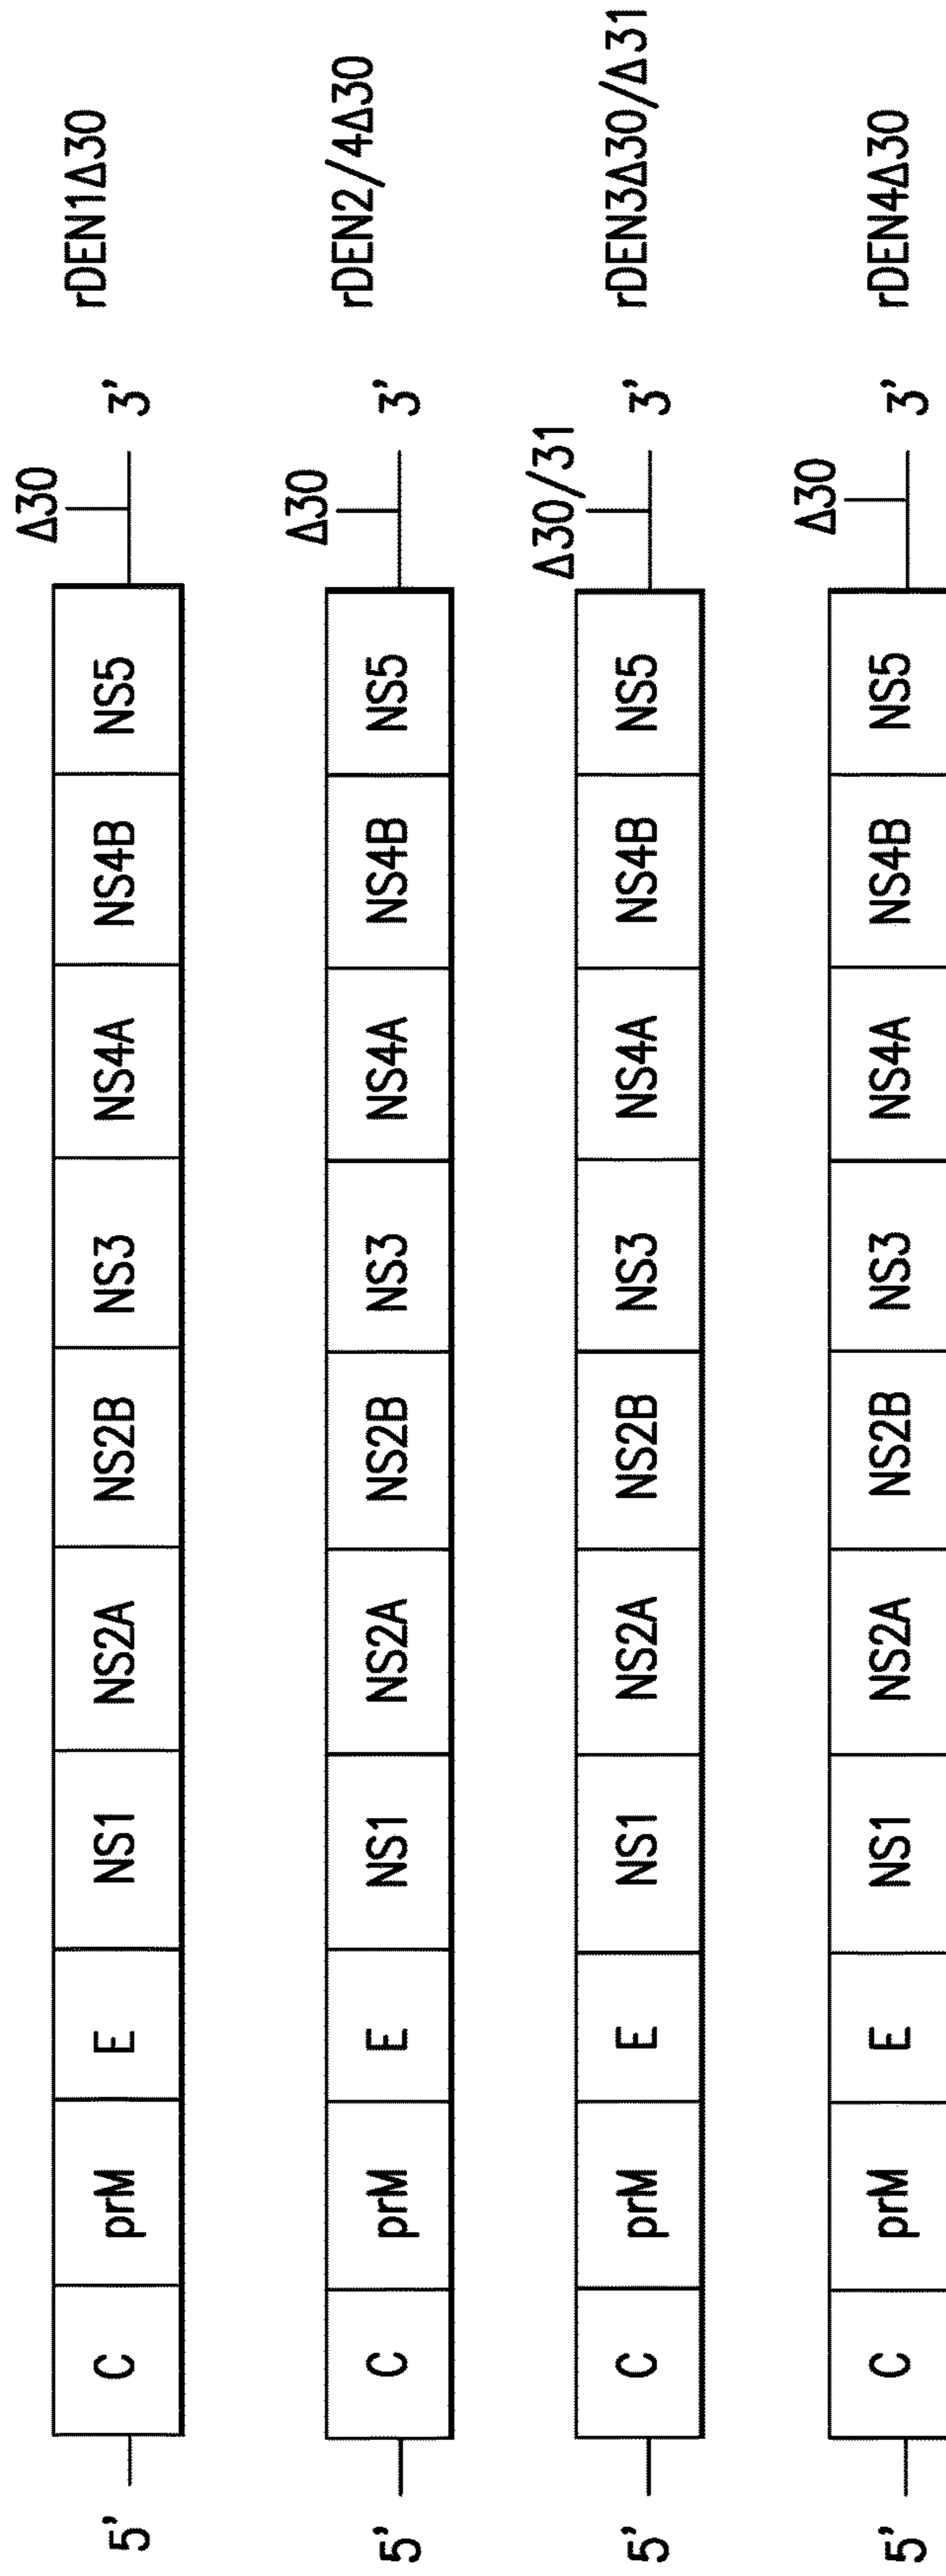 Δ30
5' C prM E NS1 NS2A NS2B NS3 NS4A NS4B NS5 3' rDEN1Δ30
Δ30
5' C prM E NS1 NS2A NS2B NS3 NS4A NS4B NS5 3' rDEN2/4Δ30
Δ30/31
5' C prM E NS1 NS2A NS2B NS3 NS4A NS4B NS5 3' rDEN3Δ30/Δ31
Δ30
5' C prM E NS1 NS2A NS2B NS3 NS4A NS4B NS5 3' rDEN4Δ30